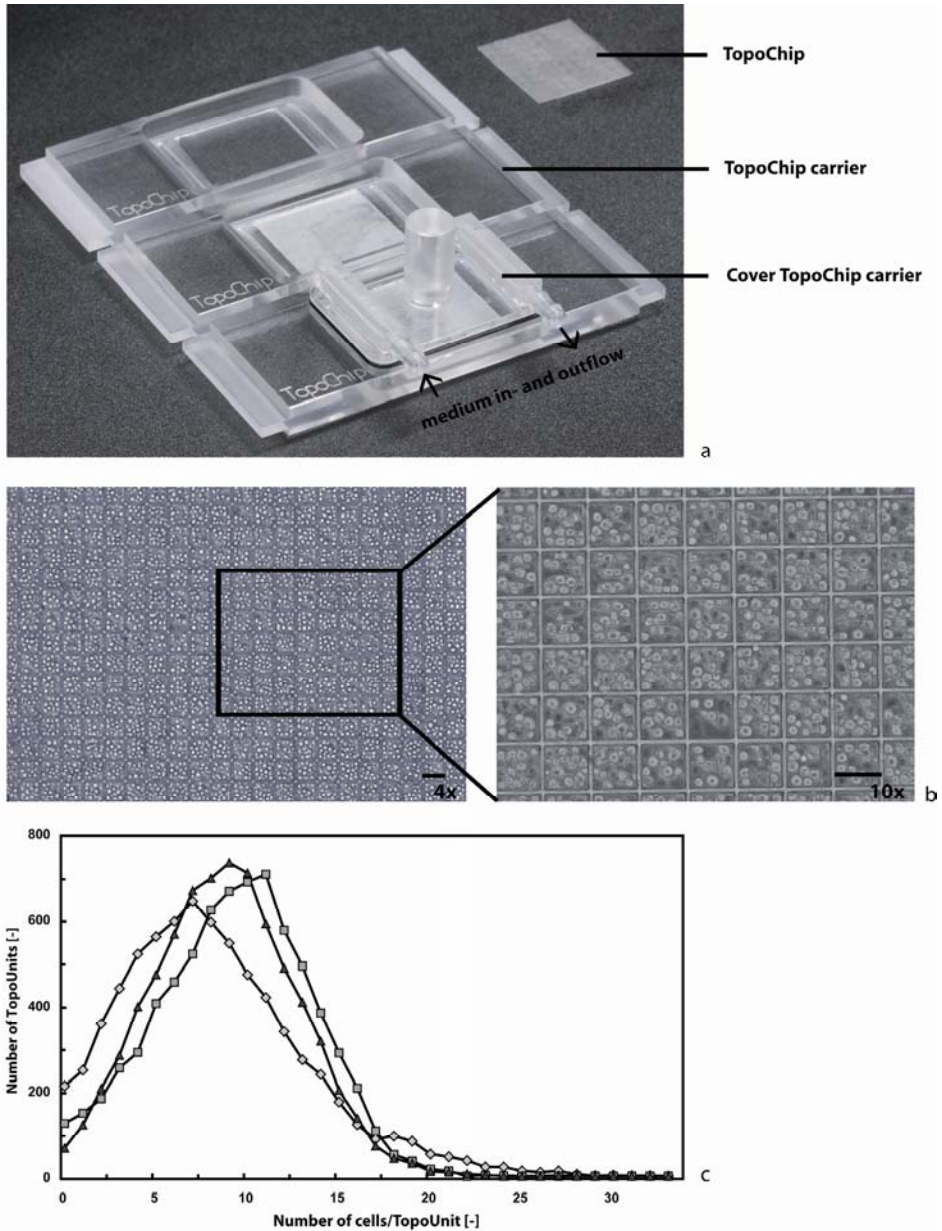 TopoChip
TopoChip carrier
Cover TopoChip carrier
TopoChip
TopoChip
TopoChip
medium in- and outflow
a
4x
10x
b
800
600
400
200
0
Number of TopoUnits [-]
0 5 10 15 20 25 30
Number of cells/TopoUnit [-]
c